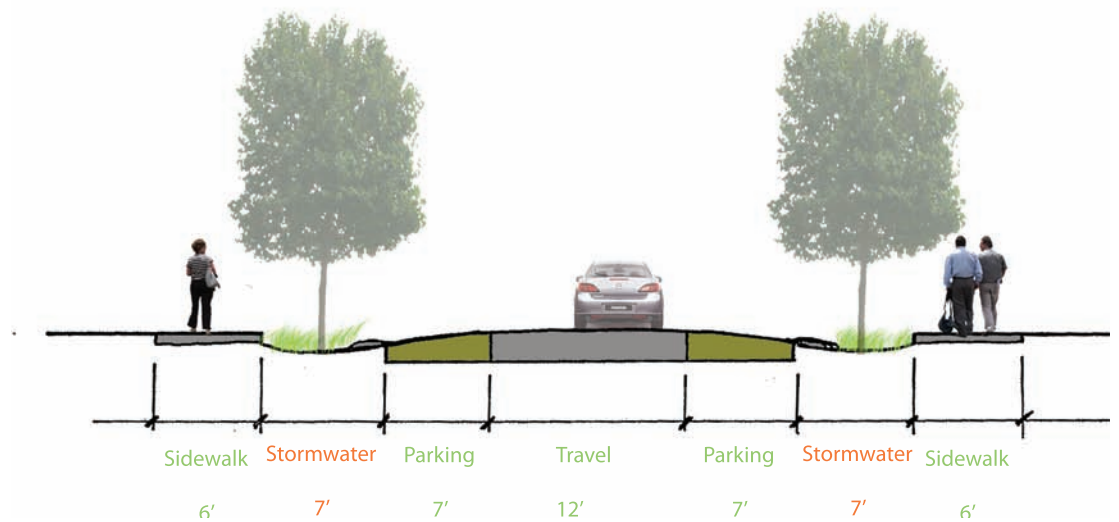 Sidewalk Stormwater Parking Travel Parking Stormwater Sidewalk
6’ 7’ 7’ 12’ 7’ 7’ 6’